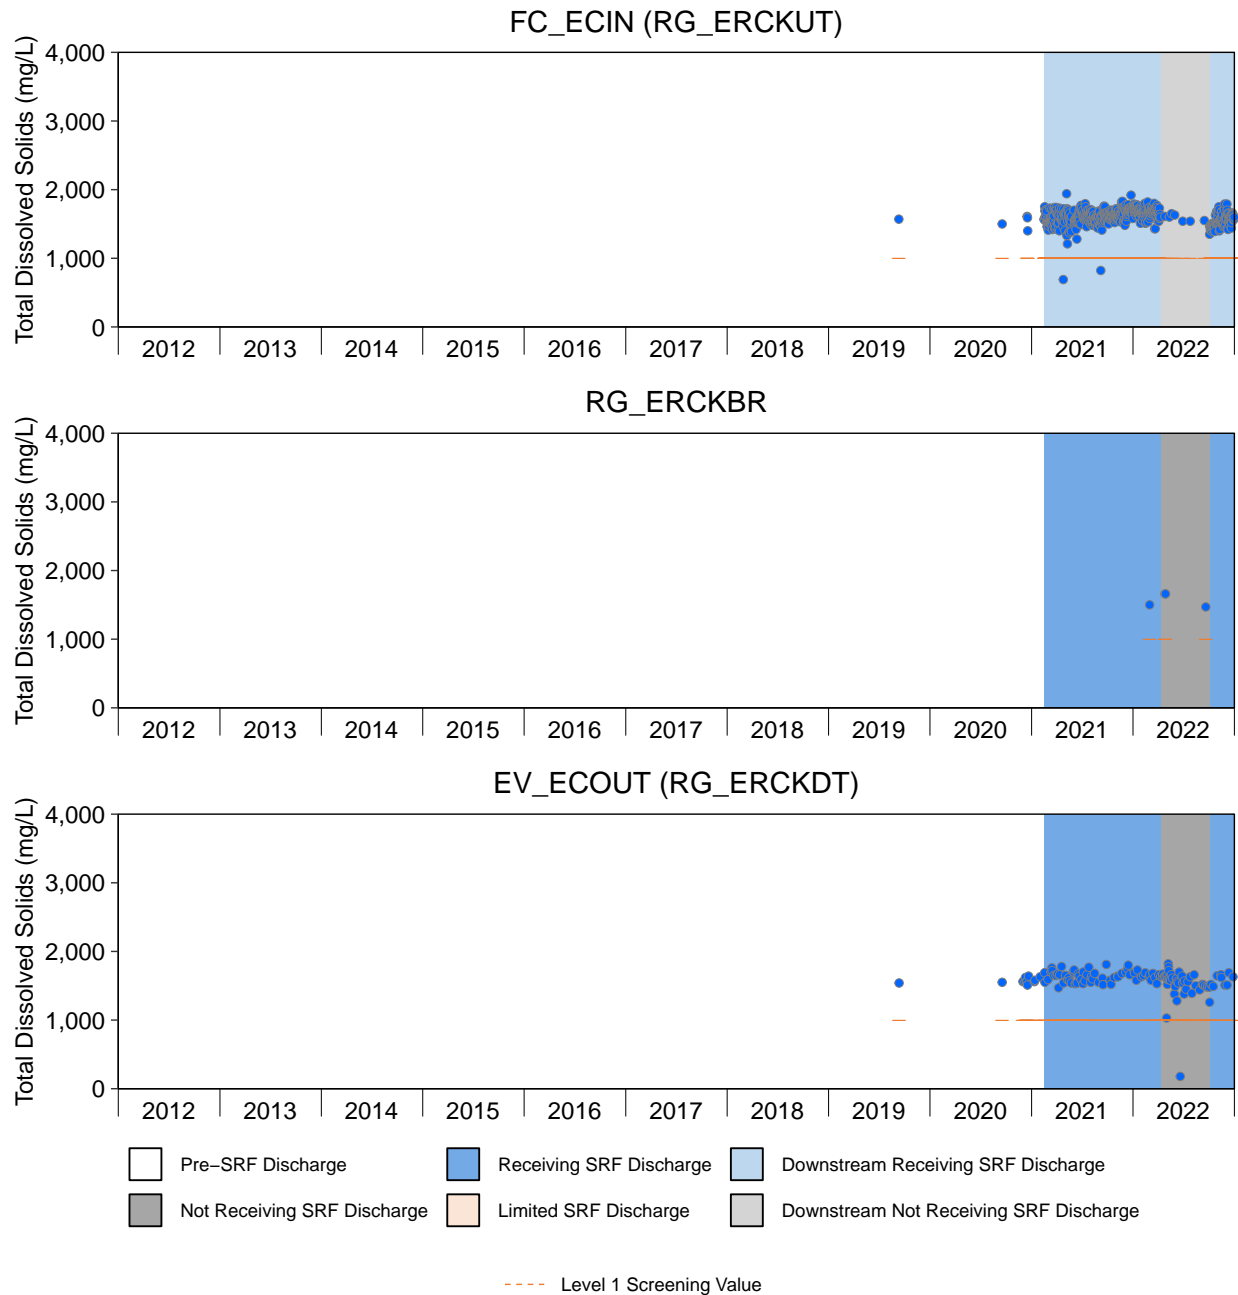 FC_ECIN (RG_ERCKUT)
Total Dissolved Solids (mg/L)
4,000
3,000
2,000
1,000
0
2012 2013 2014 2015 2016 2017 2018 2019 2020 2021 2022
RG_ERCKBR
Total Dissolved Solids (mg/L)
4,000
3,000
2,000
1,000
0
2012 2013 2014 2015 2016 2017 2018 2019 2020 2021 2022
EV_ECOUT (RG_ERCKDT)
Total Dissolved Solids (mg/L)
4,000
3,000
2,000
1,000
0
2012 2013 2014 2015 2016 2017 2018 2019 2020 2021 2022
Pre−SRF Discharge Receiving SRF Discharge Downstream Receiving SRF Discharge
Not Receiving SRF Discharge Limited SRF Discharge Downstream Not Receiving SRF Discharge
Level 1 Screening Value